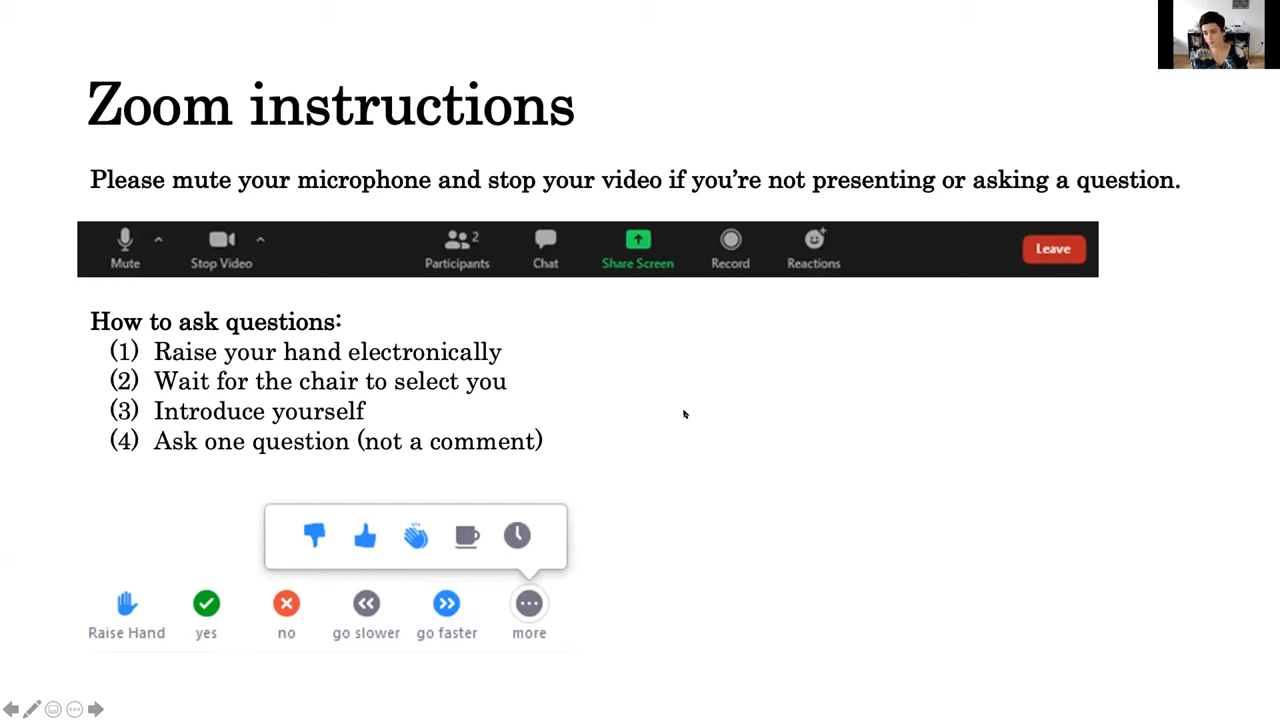 Zoom instructions
Please mute your microphone and stop your video if you’re not presenting or asking a question.
2
Mute Stop Video Participants Chat Share Screen Record Reactions Leave
How to ask questions:
(1) Raise your hand electronically
(2) Wait for the chair to select you
(3) Introduce yourself
(4) Ask one question (not a comment)
Raise Hand yes no go slower go faster more